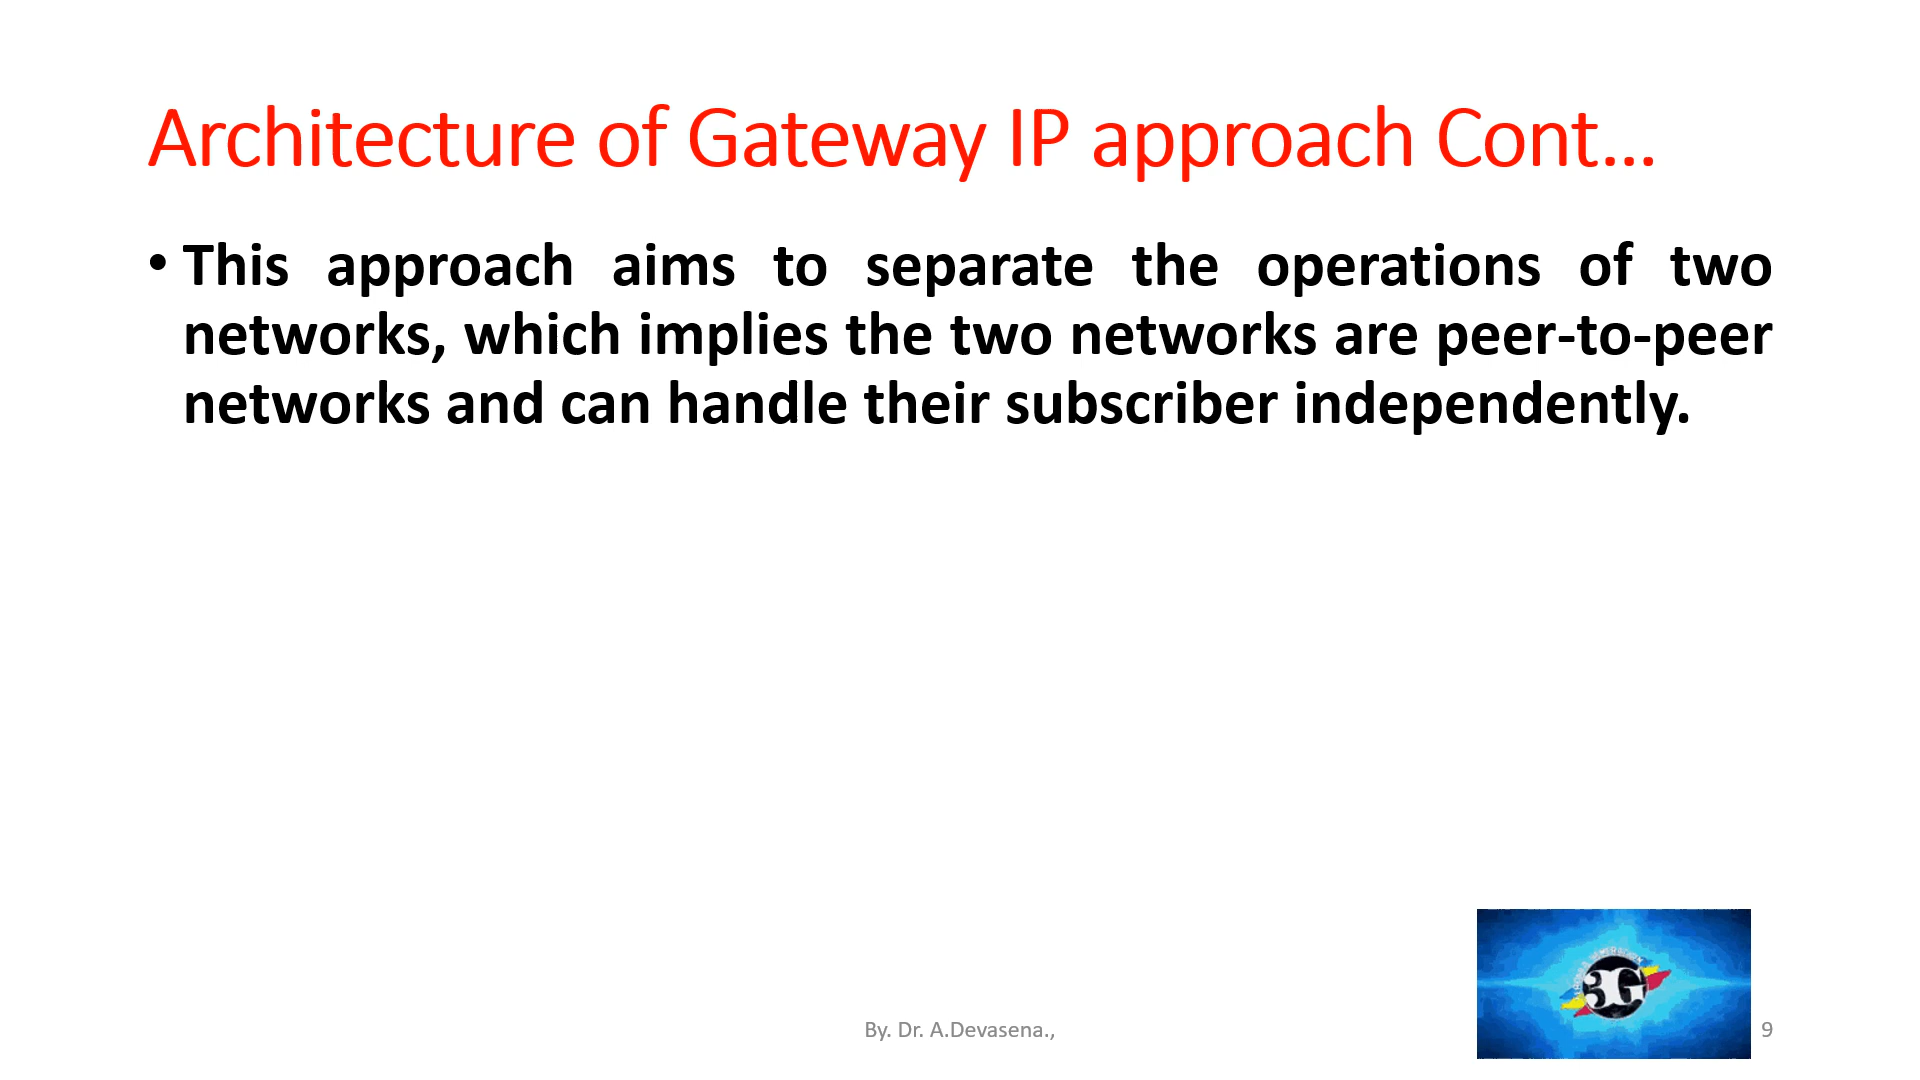 Architecture of Gateway IP approach Cont...
• This approach aims to separate the operations of two
networks, which implies the two networks are peer-to-peer
networks and can handle their subscriber independently.
3G
By. Dr. A.Devasena.,
9